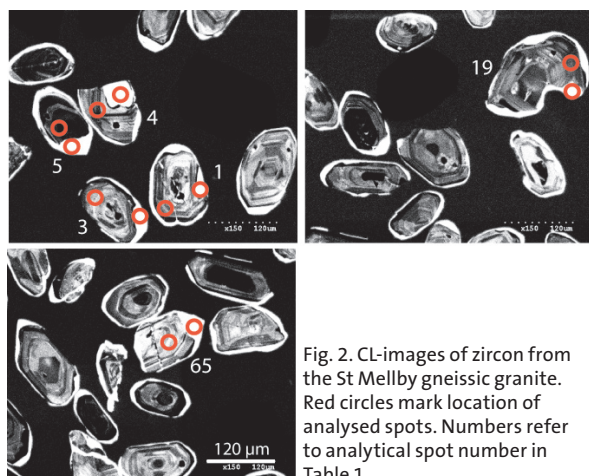 4
5
1
3
x150 120um
19
x150 120um
65
120 µm
x150 120um
Fig. 2. CL-images of zircon from
the St Mellby gneissic granite.
Red circles mark location of
analysed spots. Numbers refer
to analytical spot number in
Table 1